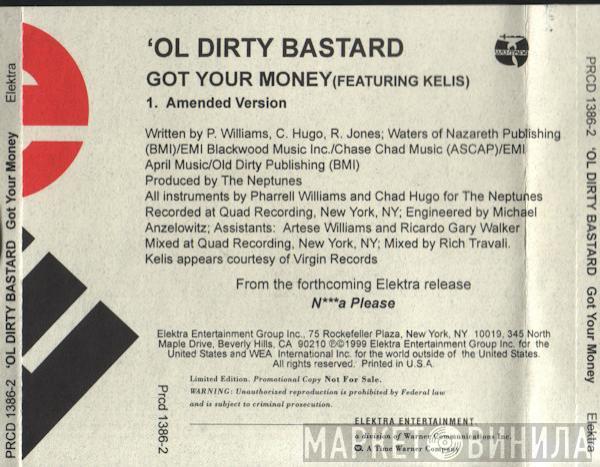 'OL DIRTY BASTARD
GOT YOUR MONEY (FEATURING KELIS)
1. Amended Version
Written by P. Williams, C. Hugo, R. Jones; Waters of Nazareth Publishing
(BMI)/EMI Blackwood Music Inc./Chase Chad Music (ASCAP)/EMI
April Music/Old Dirty Publishing (BMI)
Produced by The Neptunes
All instruments by Pharrell Williams and Chad Hugo for The Neptunes
Recorded at Quad Recording, New York, NY; Engineered by Michael
Anzelowitz; Assistants: Artese Williams and Ricardo Gary Walker
Mixed at Quad Recording, New York, NY; Mixed by Rich Travali.
Kelis appears courtesy of Virgin Records
From the forthcoming Elektra release
N***a Please
Elektra Entertainment Group Inc., 75 Rockefeller Plaza, New York, NY 10019, 345 North
Maple Drive, Beverly Hills, CA 90210 ℗©1999 Elektra Entertainment Group Inc. for the
United States and WEA International Inc. for the world outside of the United States.
All rights reserved. Printed in U.S.A.
Limited Edition. Promotional Copy Not For Sale.
WARNING: Unauthorized reproduction is prohibited by Federal law
and is subject to criminal prosecution.
ELEKTRA ENTERTAINMENT
a division of Warner Communications Inc.
A Time Warner Company
Prcd 1386-2
PRCD 1386-2 'OL DIRTY BASTARD Got Your Money Elektra
PRCD 1386-2 'OL DIRTY BASTARD Got Your Money Elektra
МАРКЕТ ВИНИЛА